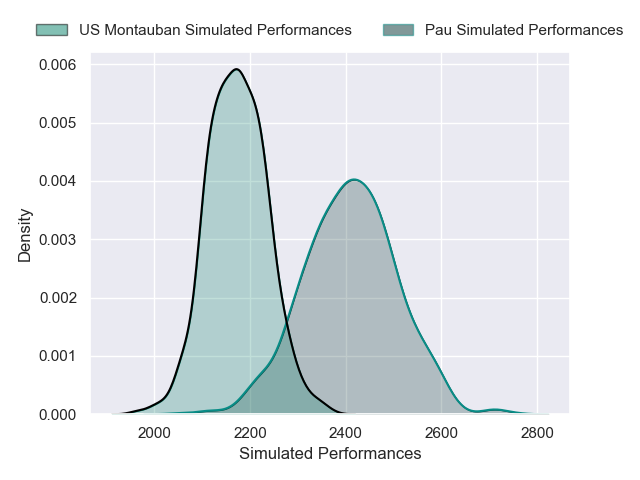 US Montauban Simulated Performances Pau Simulated Performances
0.006
0.005
0.004
0.003
0.002
0.001
0.000
Density
2000 2200 2400 2600 2800
Simulated Performances